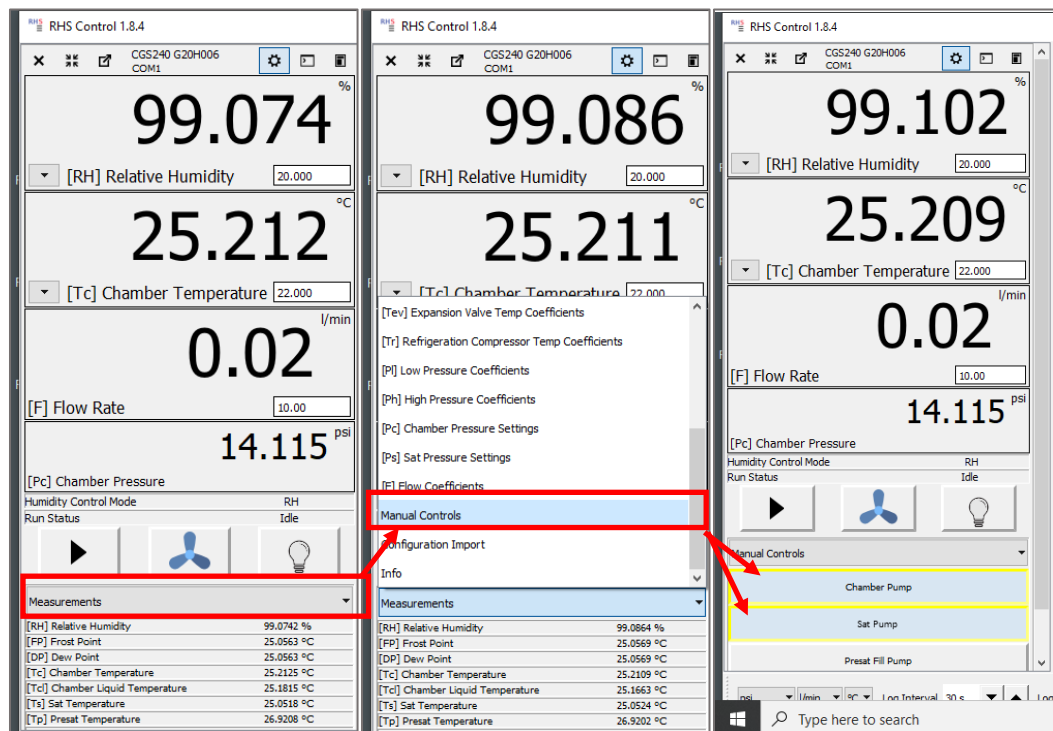 RHS Control 1.8.4
CGS240 G20H006
COM1
%
99.074
[RH] Relative Humidity 20.000
°C
25.212
[Tc] Chamber Temperature 22.000
l/min
0.02
[F] Flow Rate 10.00
14.115 psi
[Pc] Chamber Pressure
Humidity Control Mode RH
Run Status Idle
Measurements
[RH] Relative Humidity 99.0742 %
[FP] Frost Point 25.0563 °C
[DP] Dew Point 25.0563 °C
[Tc] Chamber Temperature 25.2125 °C
[Tcl] Chamber Liquid Temperature 25.1815 °C
[Ts] Sat Temperature 25.0518 °C
[Tp] Presat Temperature 26.9208 °C
RHS Control 1.8.4
CGS240 G20H006
COM1
%
99.086
[RH] Relative Humidity 20.000
°C
25.211
[Tc] Chamber Temperature 22.000
[Tev] Expansion Valve Temp Coefficients
[Tr] Refrigeration Compressor Temp Coefficients
[Pl] Low Pressure Coefficients
[Ph] High Pressure Coefficients
[Pc] Chamber Pressure Settings
[Ps] Sat Pressure Settings
[F] Flow Coefficients
Manual Controls
Configuration Import
Info
Measurements
[RH] Relative Humidity 99.0864 %
[FP] Frost Point 25.0569 °C
[DP] Dew Point 25.0569 °C
[Tc] Chamber Temperature 25.2109 °C
[Tcl] Chamber Liquid Temperature 25.1663 °C
[Ts] Sat Temperature 25.0524 °C
[Tp] Presat Temperature 26.9202 °C
RHS Control 1.8.4
CGS240 G20H006
COM1
%
99.102
[RH] Relative Humidity 20.000
°C
25.209
[Tc] Chamber Temperature 22.000
l/min
0.02
[F] Flow Rate 10.00
14.115 psi
[Pc] Chamber Pressure
Humidity Control Mode RH
Run Status Idle
Manual Controls
Chamber Pump
Sat Pump
Presat Fill Pump
psi l/min °C Log Interval 30 s Log
Type here to search